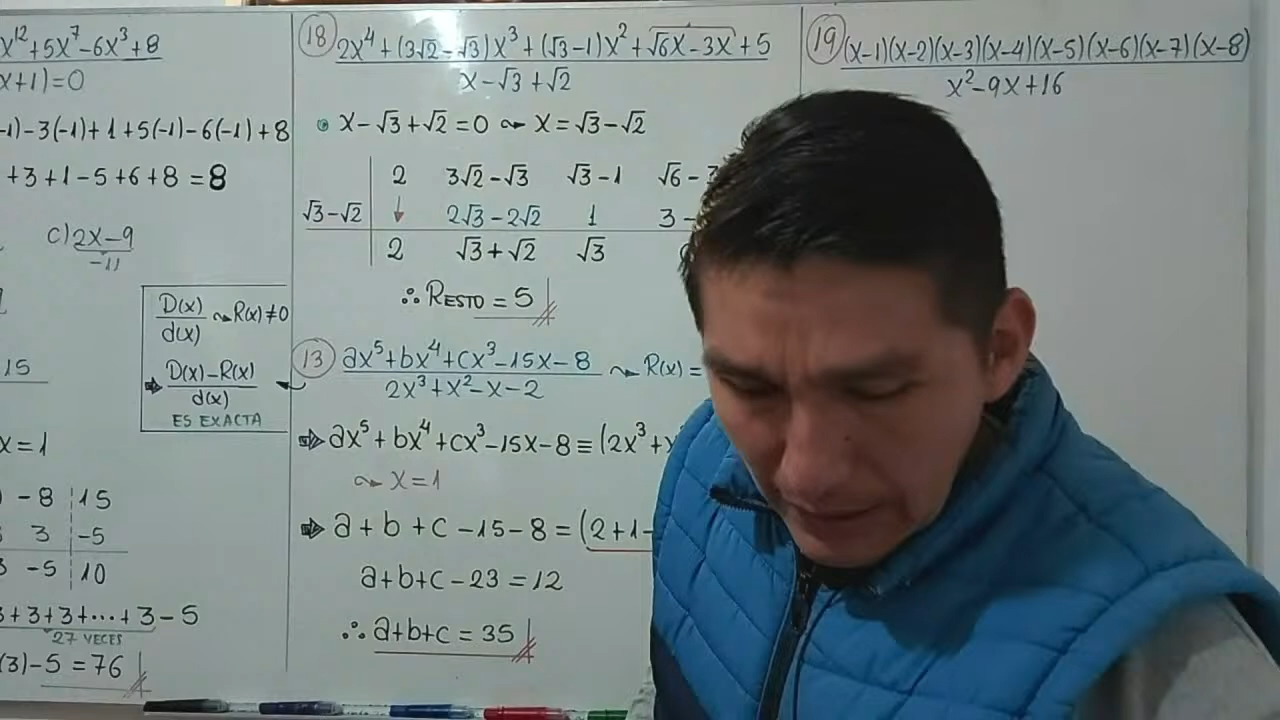 x¹²+5x⁷-6x³+8
x+1)=0
-1)-3(-1)+1+5(-1)-6(-1)+8
+3+1-5+6+8=8
c) 2x-9
-11
D(x)
d(x)
~R(x)≠0
D(x)-R(x)
d(x)
ES EXACTA
15
x=1
-8 15
3 -5
-5 10
3+3+3+...+3-5
27 VECES
(3)-5=76
18
2x⁴+(3√2-√3)x³+(√3-1)x²+√6x-3x+5
x-√3+√2
x-√3+√2=0 ~ x=√3-√2
2 3√2-√3 √3-1 √6-
√3-√2 2√3-2√2 1 3-
2 √3+√2 √3
∴ RESTO = 5
13
ax⁵+bx⁴+cx³-15x-8
2x³+x²-x-2
~ R(x)=
⇒ ax⁵+bx⁴+cx³-15x-8≡(2x³+
~ x=1
⇒ a+b+c-15-8=(2+1-
a+b+c-23=12
∴ a+b+c=35
19
(x-1)(x-2)(x-3)(x-4)(x-5)(x-6)(x-7)(x-8)
x²-9x+16